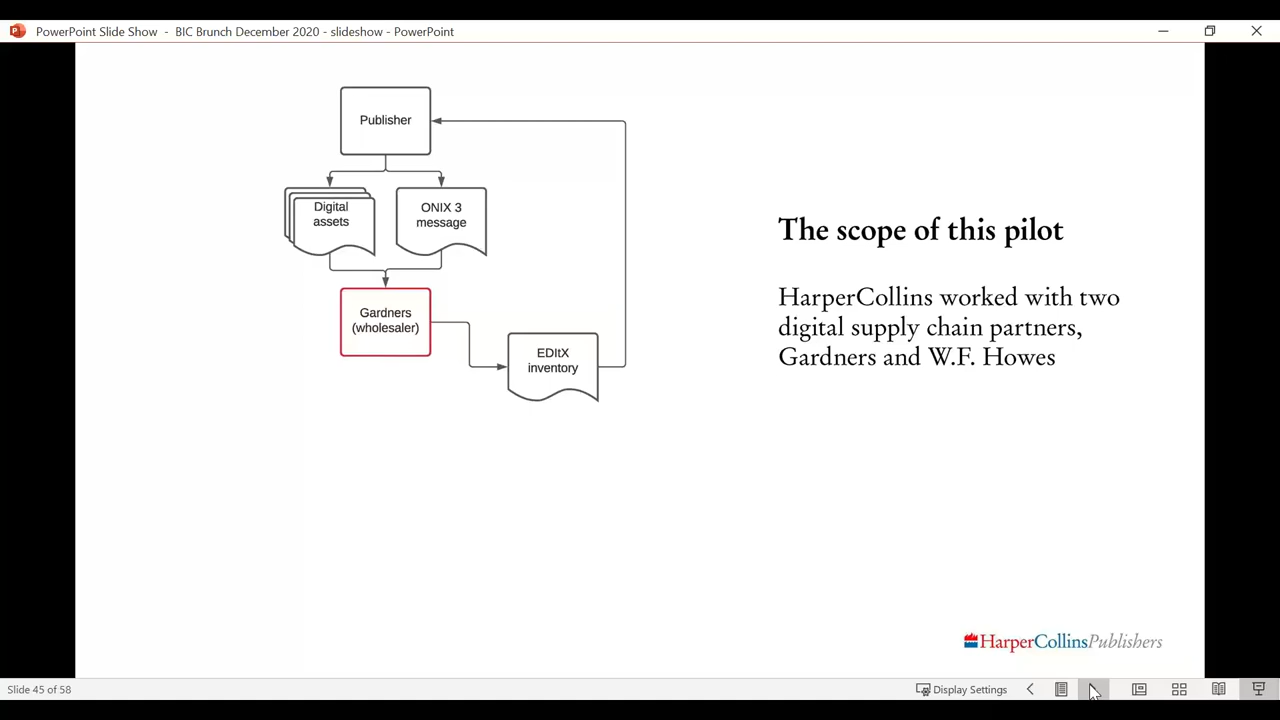 PowerPoint Slide Show - BIC Brunch December 2020 - slideshow - PowerPoint
Publisher
Digital
assets
ONIX 3
message
Gardners
(wholesaler)
EDItX
inventory
The scope of this pilot
HarperCollins worked with two
digital supply chain partners,
Gardners and W.F. Howes
HarperCollinsPublishers
Slide 45 of 58
Display Settings